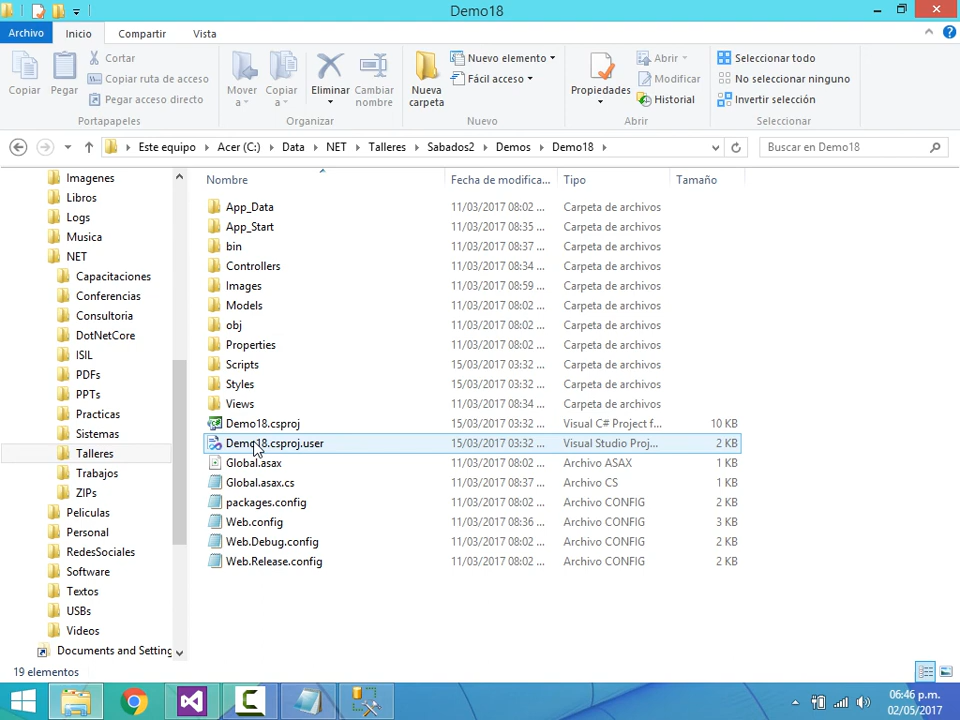 Demo18
Archivo Inicio Compartir Vista
Copiar
Pegar
Cortar
Copiar ruta de acceso
Pegar acceso directo
Mover a
Copiar a
Eliminar
Cambiar nombre
Nueva carpeta
Nuevo elemento
Fácil acceso
Propiedades
Abrir
Modificar
Historial
Seleccionar todo
No seleccionar ninguno
Invertir selección
Portapapeles Organizar Nuevo Abrir Seleccionar
Este equipo Acer (C:) Data NET Talleres Sabados2 Demos Demo18
Buscar en Demo18
Imagenes
Libros
Logs
Musica
NET
Capacitaciones
Conferencias
Consultoria
DotNetCore
ISIL
PDFs
PPTs
Practicas
Sistemas
Talleres
Trabajos
ZIPs
Peliculas
Personal
RedesSociales
Software
Textos
USBs
Videos
Documents and Setting
Nombre Fecha de modifica... Tipo Tamaño
App_Data 11/03/2017 08:02 ... Carpeta de archivos
App_Start 11/03/2017 08:35 ... Carpeta de archivos
bin 11/03/2017 08:37 ... Carpeta de archivos
Controllers 11/03/2017 08:34 ... Carpeta de archivos
Images 11/03/2017 08:59 ... Carpeta de archivos
Models 11/03/2017 08:02 ... Carpeta de archivos
obj 11/03/2017 08:02 ... Carpeta de archivos
Properties 11/03/2017 08:02 ... Carpeta de archivos
Scripts 15/03/2017 03:32 ... Carpeta de archivos
Styles 15/03/2017 03:32 ... Carpeta de archivos
Views 11/03/2017 08:34 ... Carpeta de archivos
Demo18.csproj 15/03/2017 03:32 ... Visual C# Project f... 10 KB
Demo18.csproj.user 15/03/2017 03:32 ... Visual Studio Proj... 2 KB
Global.asax 11/03/2017 08:02 ... Archivo ASAX 1 KB
Global.asax.cs 11/03/2017 08:37 ... Archivo CS 1 KB
packages.config 11/03/2017 08:02 ... Archivo CONFIG 2 KB
Web.config 11/03/2017 08:36 ... Archivo CONFIG 3 KB
Web.Debug.config 11/03/2017 08:02 ... Archivo CONFIG 2 KB
Web.Release.config 11/03/2017 08:02 ... Archivo CONFIG 2 KB
19 elementos
06:46 p.m.
02/05/2017